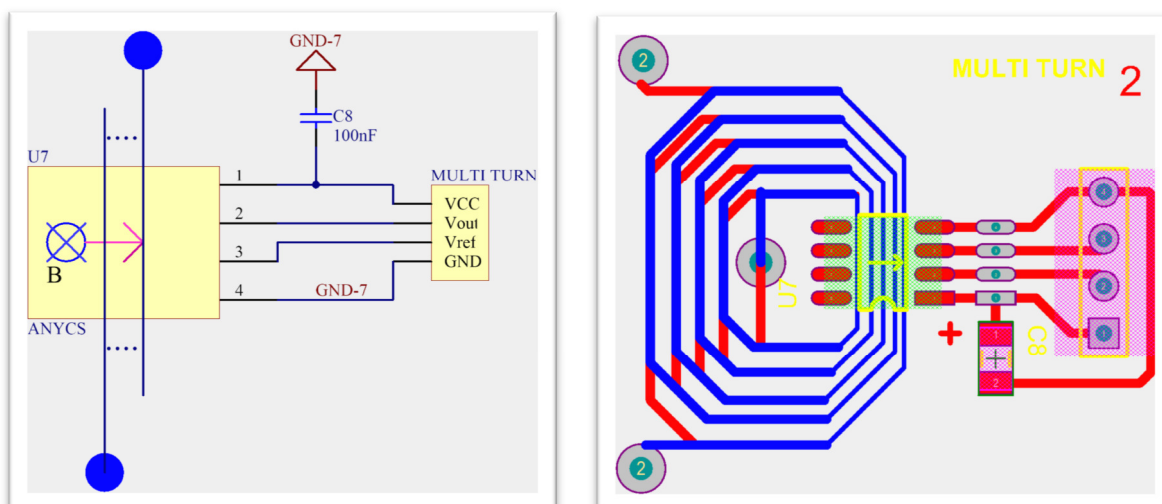 GND-7
C8
100nF
U7
1
2
3
4
MULTI TURN
VCC
Vout
Vref
GND
GND-7
B
ANYCS
2
MULTI TURN 2
4
3
2
1
U7
+
C8
1
2
2